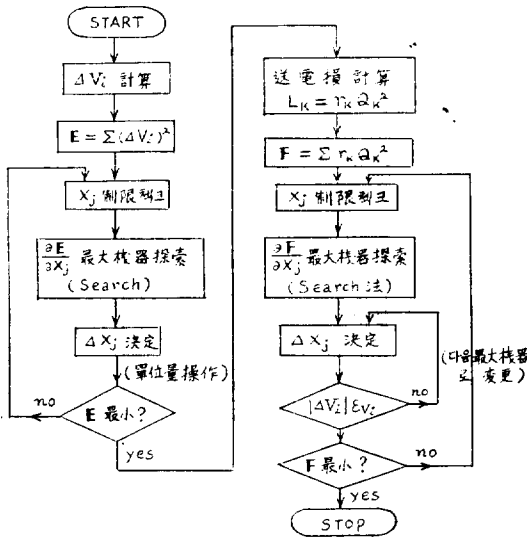 START
ΔVi 計算
E = Σ(ΔVi)²
Xj 制限체크
∂E/∂Xj 最大機器探索
(Search)
ΔXj 決定
(單位量操作)
E 最小?
no
yes
送電損計算
LK = rK QK²
F = Σ rK QK²
Xj 制限체크
∂F/∂Xj 最大機器探索
(Search 法)
ΔXj 決定
(다음最大機器
로 変更)
|ΔVi| εVi
no
F 最小?
no
yes
STOP